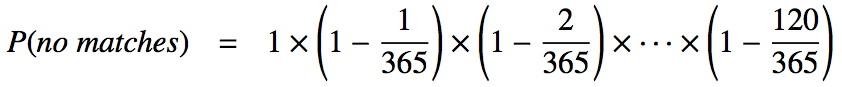 P(no matches) = 1 × (1 − 1/365) × (1 − 2/365) × ⋯ × (1 − 120/365)